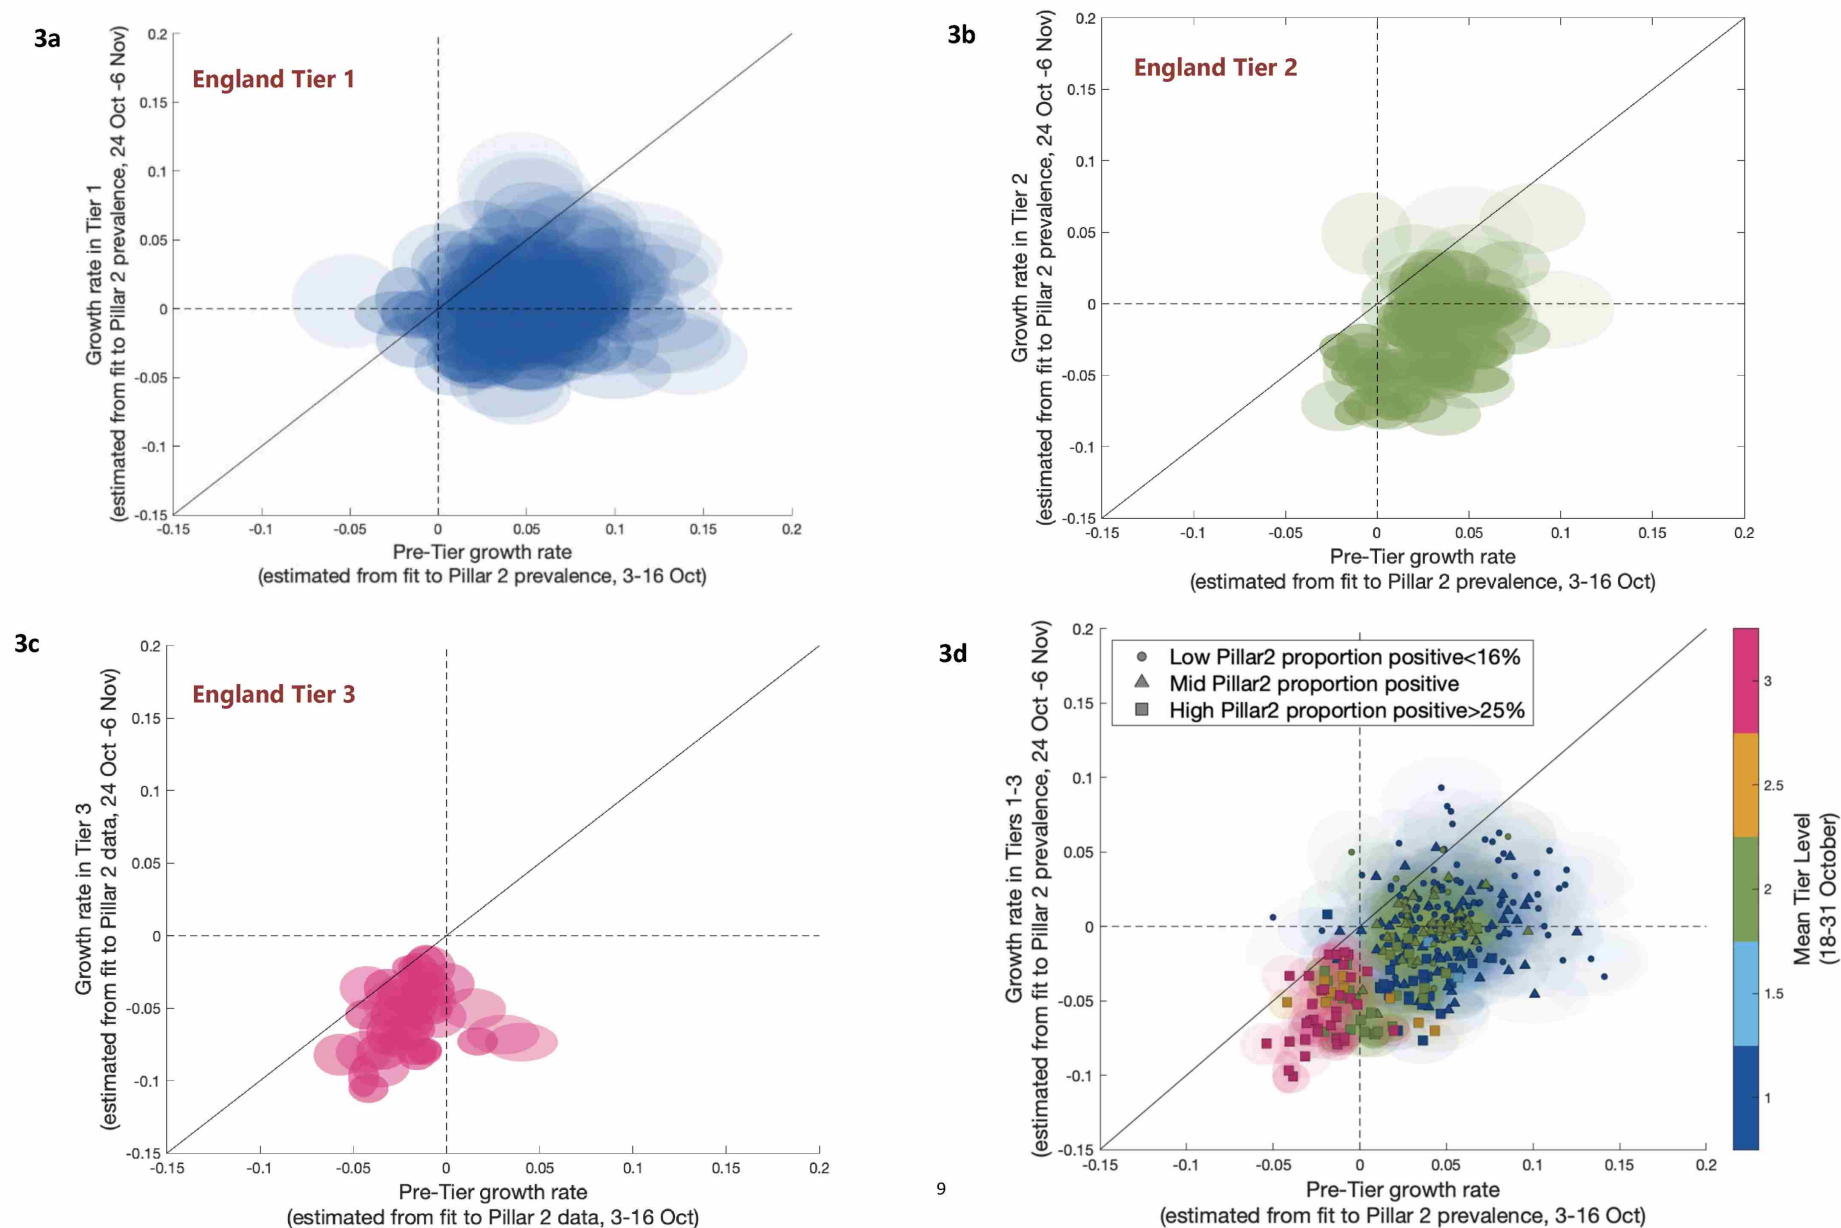 3a
England Tier 1
Growth rate in Tier 1
(estimated from fit to Pillar 2 prevalence, 24 Oct -6 Nov)
0.2
0.15
0.1
0.05
0
-0.05
-0.1
-0.15
-0.15 -0.1 -0.05 0 0.05 0.1 0.15 0.2
Pre-Tier growth rate
(estimated from fit to Pillar 2 prevalence, 3-16 Oct)
3b
England Tier 2
Growth rate in Tier 2
(estimated from fit to Pillar 2 prevalence, 24 Oct -6 Nov)
0.2
0.15
0.1
0.05
0
-0.05
-0.1
-0.15
-0.15 -0.1 -0.05 0 0.05 0.1 0.15 0.2
Pre-Tier growth rate
(estimated from fit to Pillar 2 prevalence, 3-16 Oct)
3c
England Tier 3
Growth rate in Tier 3
(estimated from fit to Pillar 2 data, 24 Oct -6 Nov)
0.2
0.15
0.1
0.05
0
-0.05
-0.1
-0.15
-0.15 -0.1 -0.05 0 0.05 0.1 0.15 0.2
Pre-Tier growth rate
(estimated from fit to Pillar 2 data, 3-16 Oct)
3d
Low Pillar2 proportion positive<16%
Mid Pillar2 proportion positive
High Pillar2 proportion positive>25%
Growth rate in Tiers 1-3
(estimated from fit to Pillar 2 prevalence, 24 Oct -6 Nov)
0.2
0.15
0.1
0.05
0
-0.05
-0.1
-0.15
-0.15 -0.1 -0.05 0 0.05 0.1 0.15 0.2
Pre-Tier growth rate
(estimated from fit to Pillar 2 prevalence, 3-16 Oct)
3
2.5
2
1.5
1
Mean Tier Level
(18-31 October)
9